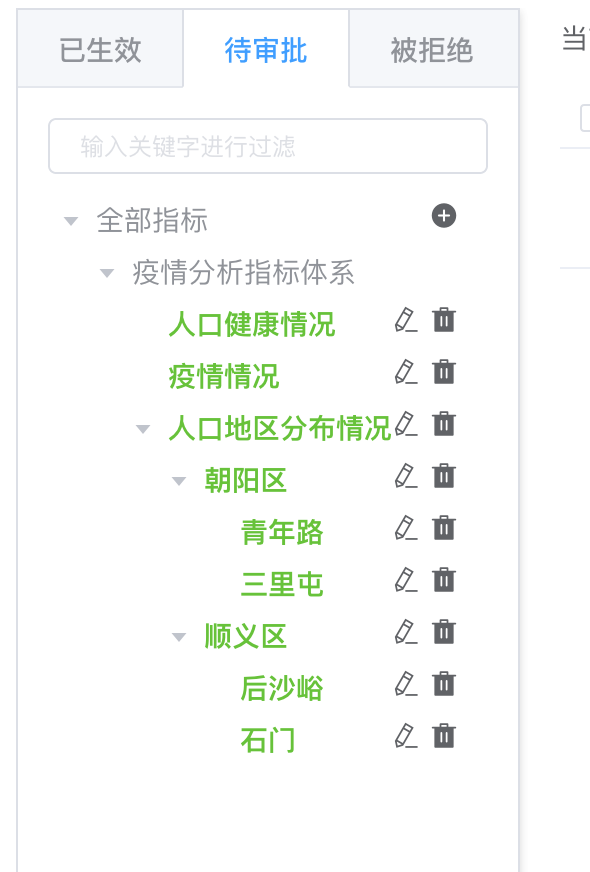 已生效 待审批 被拒绝
当
输入关键字进行过滤
全部指标
疫情分析指标体系
人口健康情况
疫情情况
人口地区分布情况
朝阳区
青年路
三里屯
顺义区
后沙峪
石门